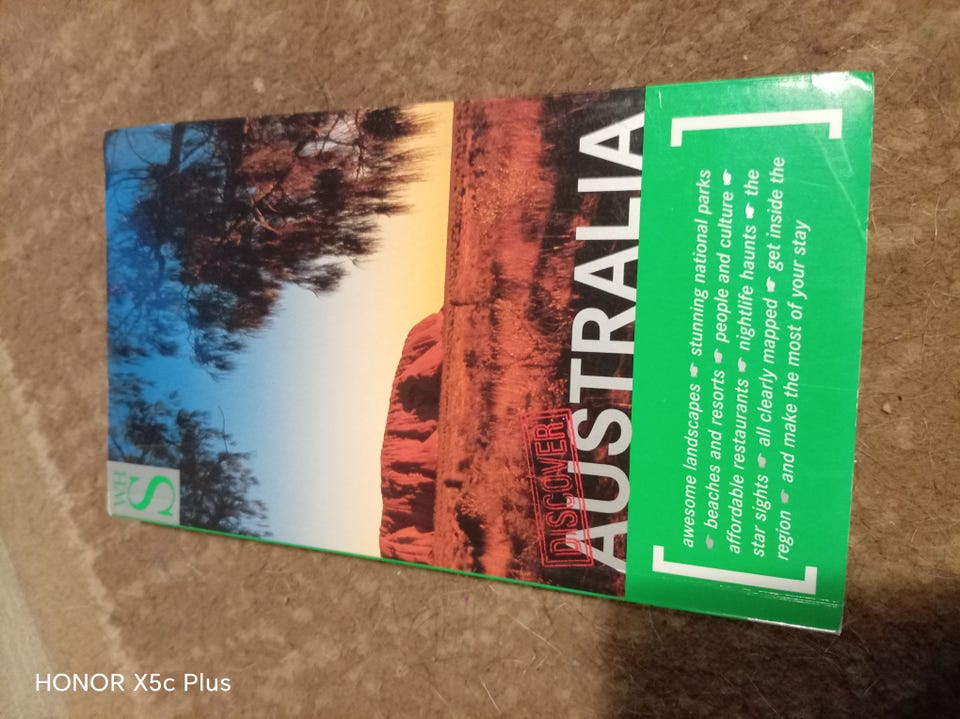 WH
S
[DISCOVER]
AUSTRALIA
awesome landscapes ☛ stunning national parks
☛ beaches and resorts ☛ people and culture ☛
affordable restaurants ☛ nightlife haunts ☛ the
star sights ☛ all clearly mapped ☛ get inside the
region ☛ and make the most of your stay
HONOR X5c Plus